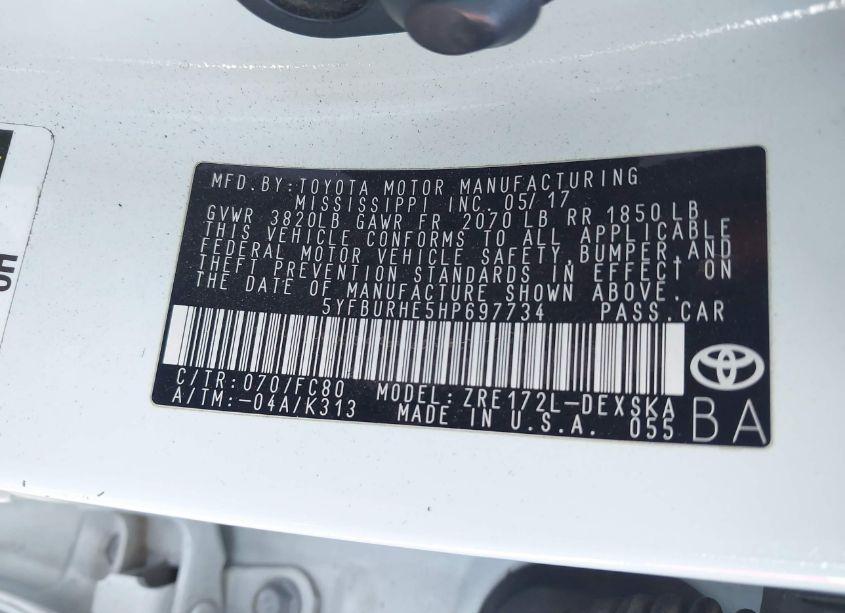 MFD.BY:TOYOTA MOTOR MANUFACTURING
MISSISSIPPI INC. 05/17
GVWR 3820LB GAWR FR 2070 LB RR 1850 LB
THIS VEHICLE CONFORMS TO ALL APPLICABLE
FEDERAL MOTOR VEHICLE SAFETY,BUMPER,AND
THEFT PREVENTION STANDARDS IN EFFECT ON
THE DATE OF MANUFACTURE SHOWN ABOVE.
5YFBURHE5HP697734 PASS.CAR
C/TR:070/FC80 MODEL:ZRE172L-DEXSKA
A/TM:-04A/K313 MADE IN U.S.A. 055
BA